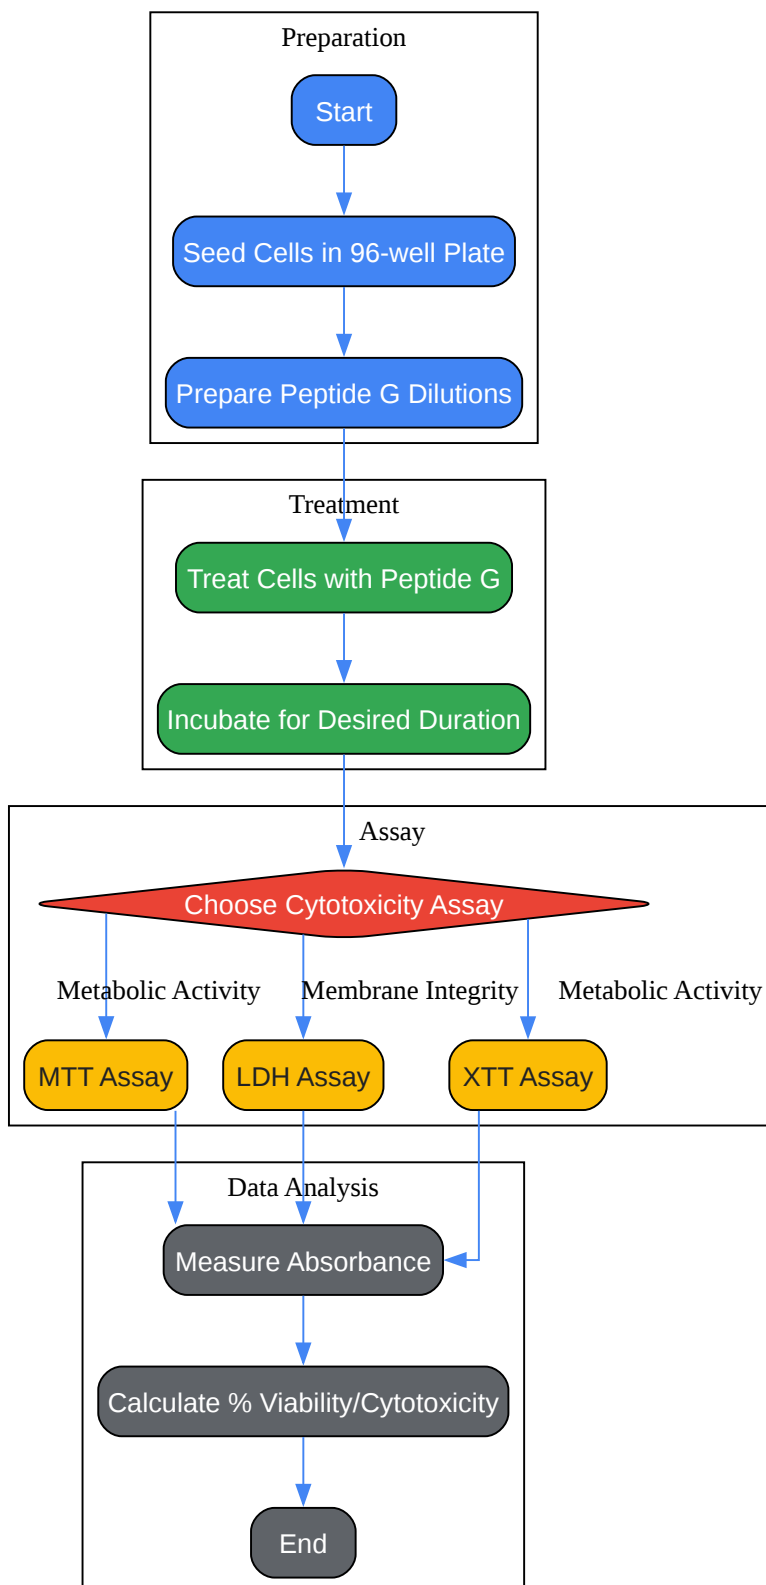 Preparation
Start
Seed Cells in 96-well Plate
Prepare Peptide G Dilutions
Treatment
Treat Cells with Peptide G
Incubate for Desired Duration
Assay
Choose Cytotoxicity Assay
Metabolic Activity
Membrane Integrity
Metabolic Activity
MTT Assay
LDH Assay
XTT Assay
Data Analysis
Measure Absorbance
Calculate % Viability/Cytotoxicity
End